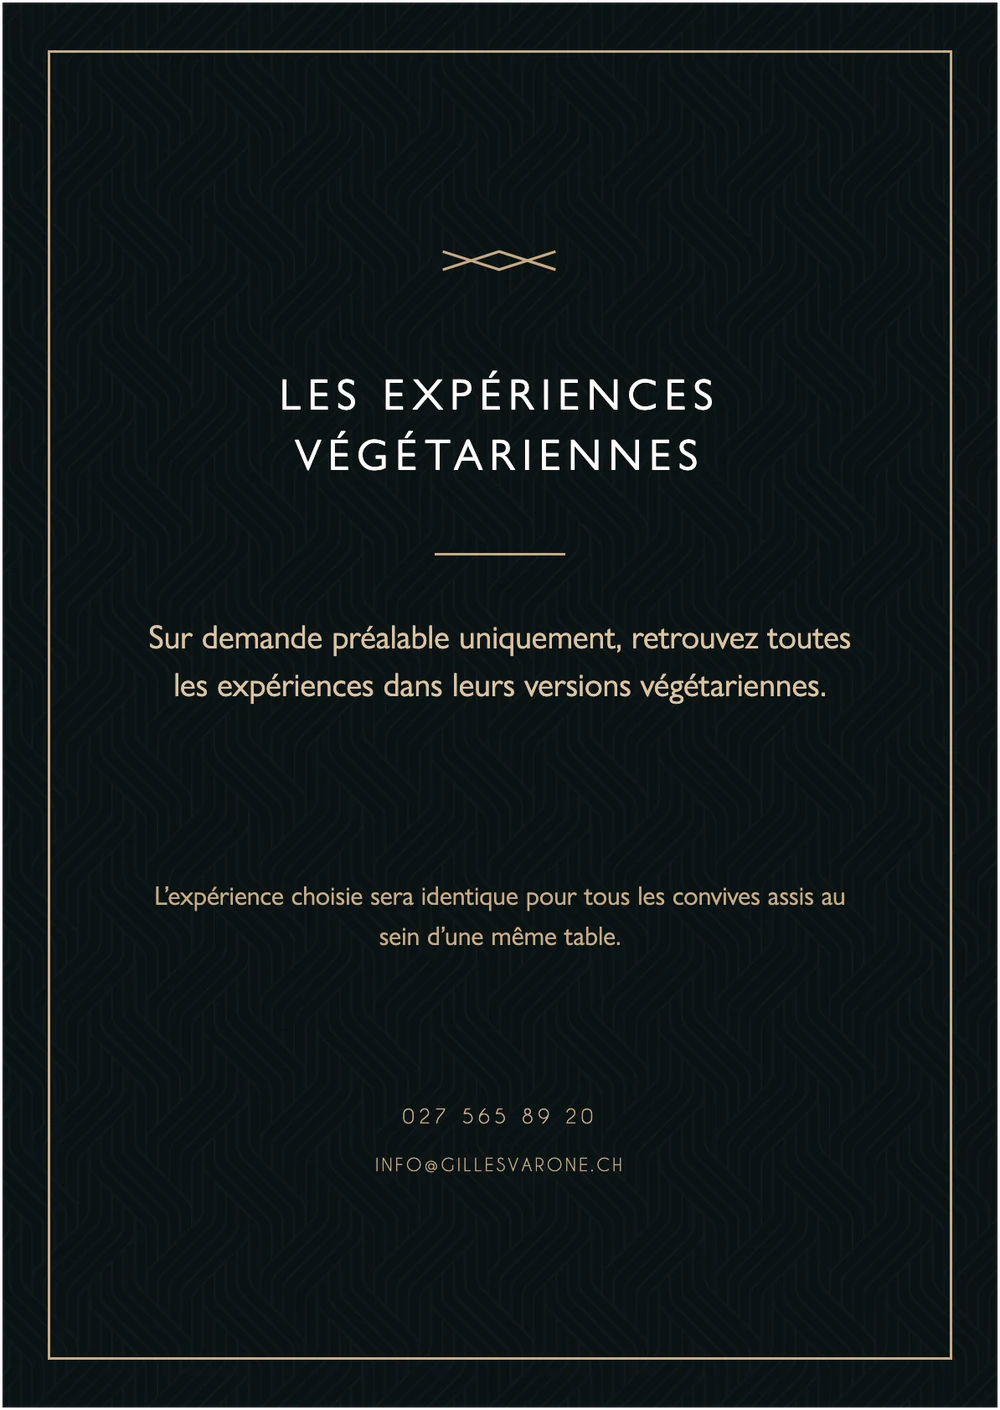 LES EXPÉRIENCES
VÉGÉTARIENNES
Sur demande préalable uniquement, retrouvez toutes
les expériences dans leurs versions végétariennes.
L’expérience choisie sera identique pour tous les convives assis au
sein d’une même table.
027 565 89 20
INFO@GILLESVARONE.CH